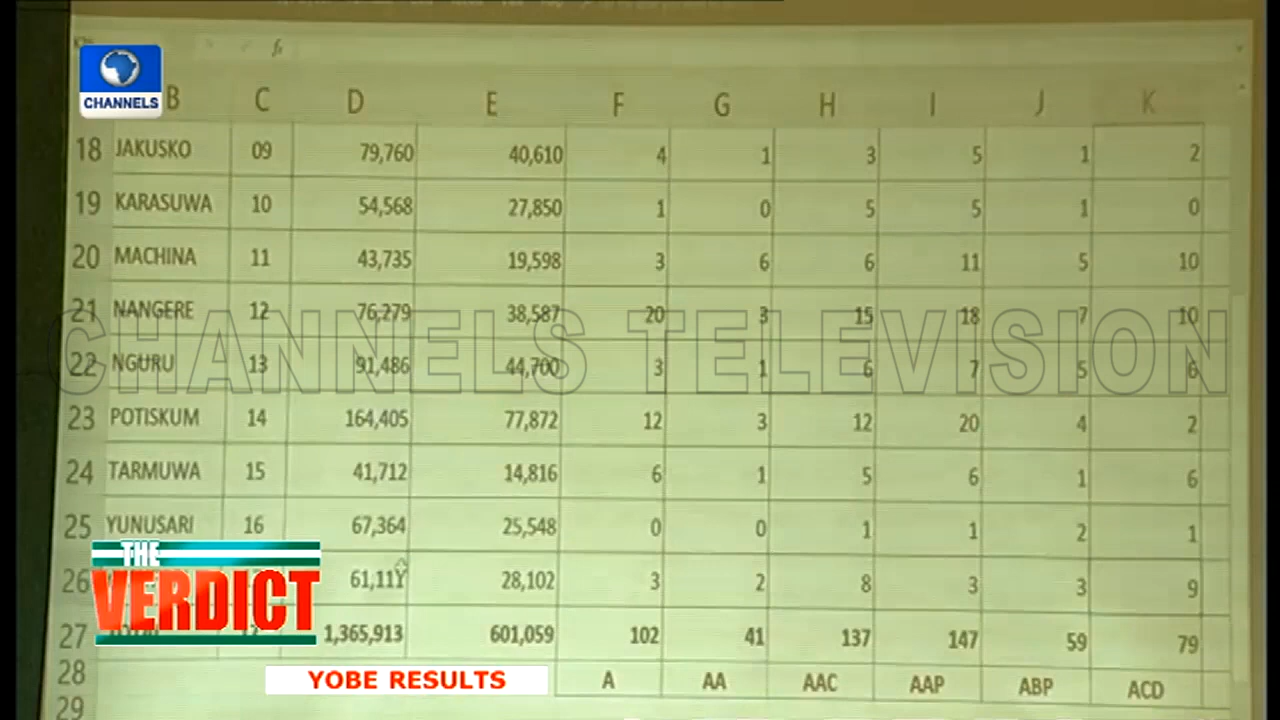 CHANNELS
fx
B C D E F G H I J K
18 JAKUSKO 09 79,760 40,610 4 1 3 5 1 2
19 KARASUWA 10 54,568 27,850 1 0 5 5 1 0
20 MACHINA 11 43,735 19,598 3 6 6 11 5 10
21 NANGERE 12 76,279 38,587 20 3 15 18 7 10
CHANNELS TELEVISION
22 NGURU 13 91,486 44,700 3 1 6 7 5 6
23 POTISKUM 14 164,405 77,872 12 3 12 20 4 2
24 TARMUWA 15 41,712 14,816 6 1 5 6 1 6
25 YUNUSARI 16 67,364 25,548 0 0 1 1 2 1
THE
VERDICT
26 61,111 28,102 3 2 8 3 3 9
27 1,365,913 601,059 102 41 137 147 59 79
28 A AA AAC AAP ABP ACD
YOBE RESULTS
29